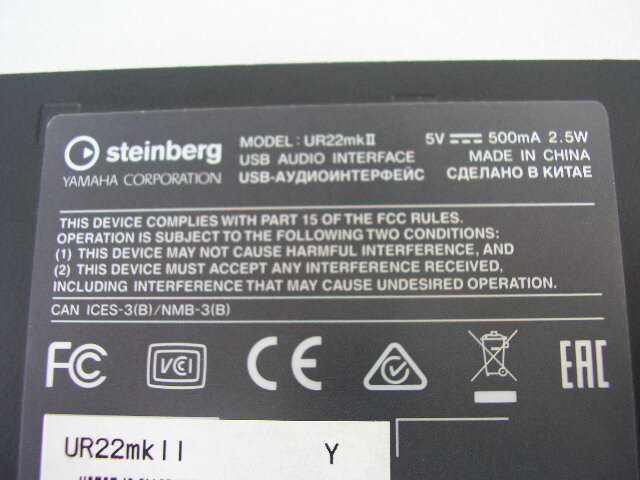 steinberg
YAMAHA CORPORATION
MODEL: UR22mkII 5V 500mA 2.5W
USB AUDIO INTERFACE MADE IN CHINA
USB-АУДИОИНТЕРФЕЙС СДЕЛАНО В КИТАЕ
THIS DEVICE COMPLIES WITH PART 15 OF THE FCC RULES.
OPERATION IS SUBJECT TO THE FOLLOWING TWO CONDITIONS:
(1) THIS DEVICE MAY NOT CAUSE HARMFUL INTERFERENCE, AND
(2) THIS DEVICE MUST ACCEPT ANY INTERFERENCE RECEIVED,
INCLUDING INTERFERENCE THAT MAY CAUSE UNDESIRED OPERATION.
CAN ICES-3(B)/NMB-3(B)
FC VCI CE EAC
UR22mkII Y